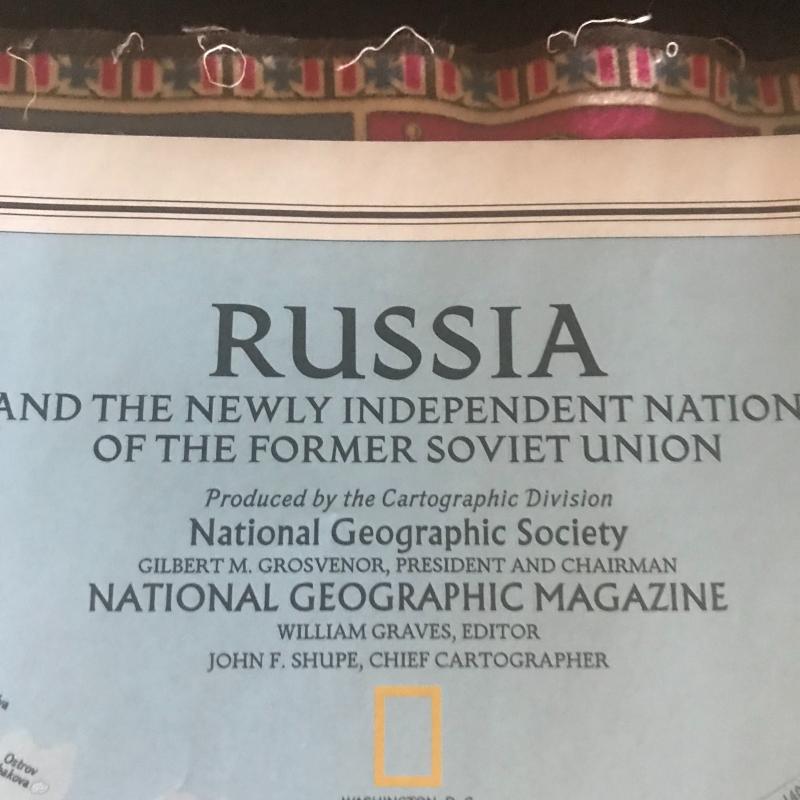 RUSSIA
AND THE NEWLY INDEPENDENT NATION
OF THE FORMER SOVIET UNION
Produced by the Cartographic Division
National Geographic Society
GILBERT M. GROSVENOR, PRESIDENT AND CHAIRMAN
NATIONAL GEOGRAPHIC MAGAZINE
WILLIAM GRAVES, EDITOR
JOHN F. SHUPE, CHIEF CARTOGRAPHER
Ostrov
WASHINGTON, D. C.